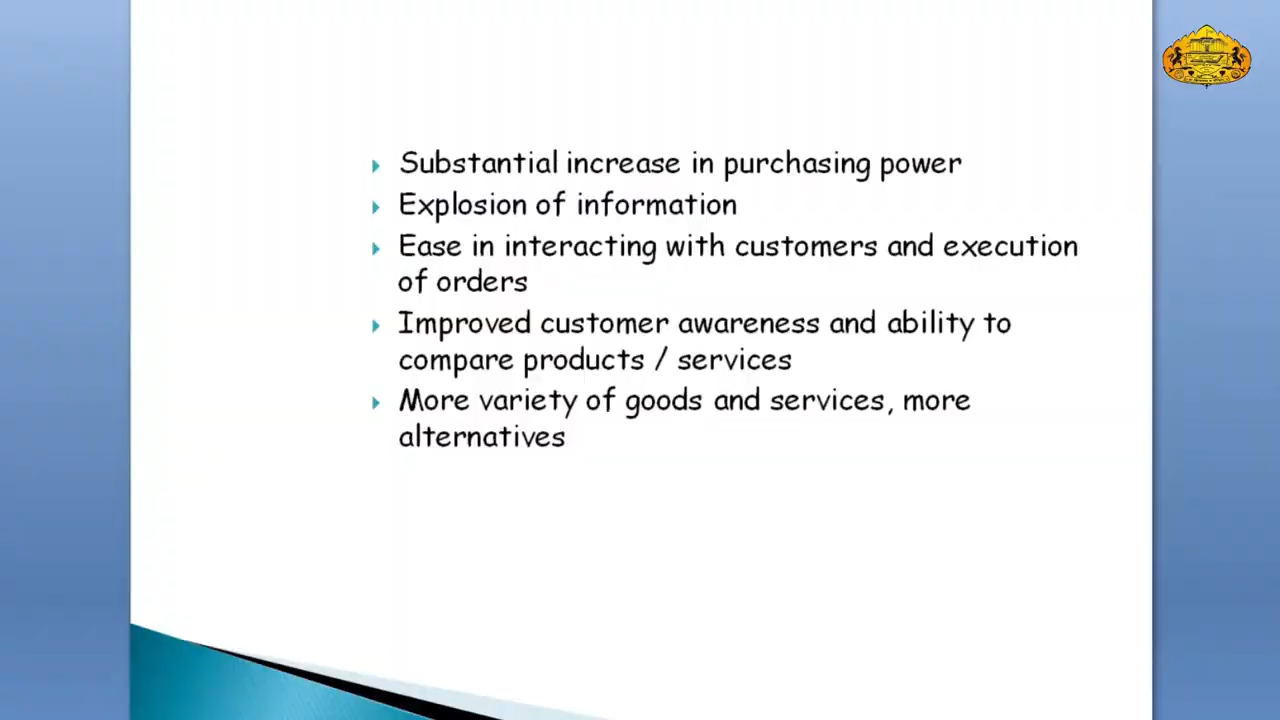 Substantial increase in purchasing power
Explosion of information
Ease in interacting with customers and execution
of orders
Improved customer awareness and ability to
compare products / services
More variety of goods and services, more
alternatives